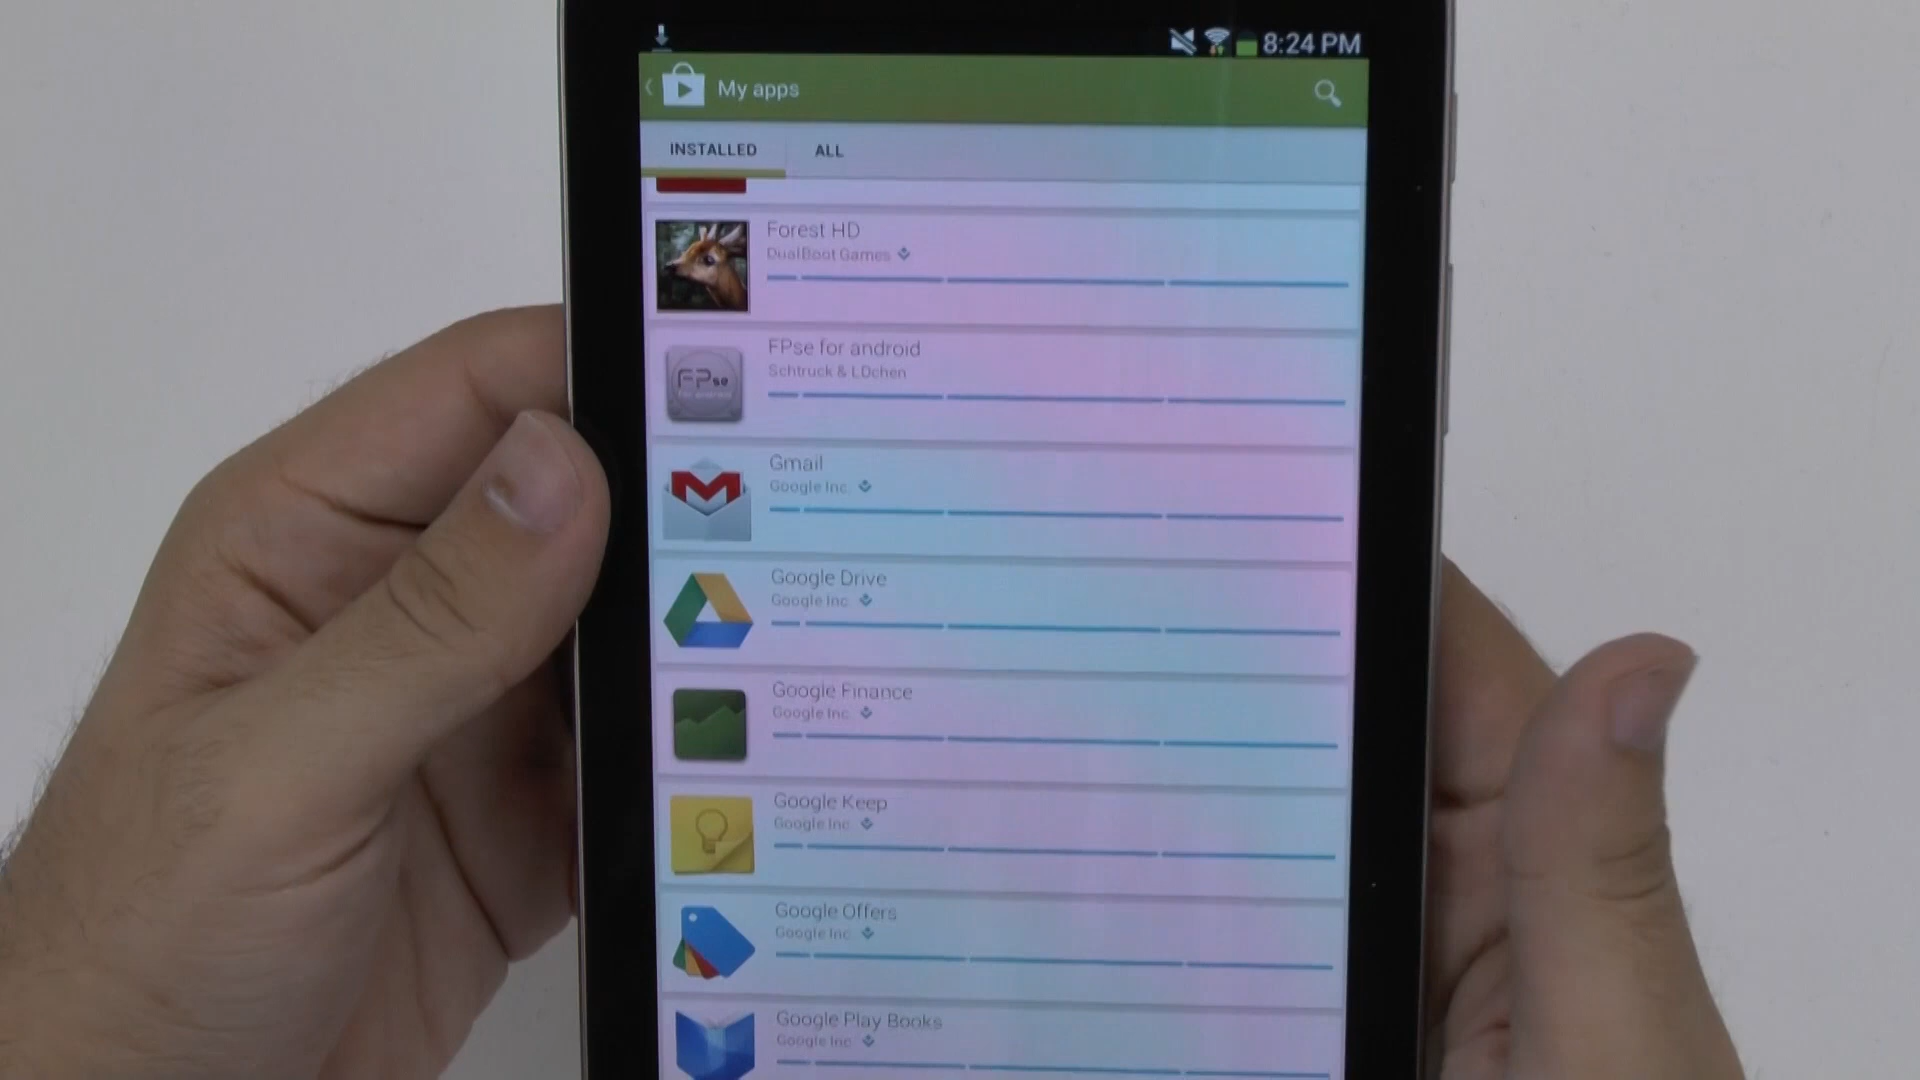 8:24 PM
My apps
INSTALLED ALL
Forest HD
DualBoot Games
FPse for android
FPse
Schtruck & LDchen
Gmail
Google Inc.
Google Drive
Google Inc.
Google Finance
Google Inc.
Google Keep
Google Inc.
Google Offers
Google Inc.
Google Play Books
Google Inc.